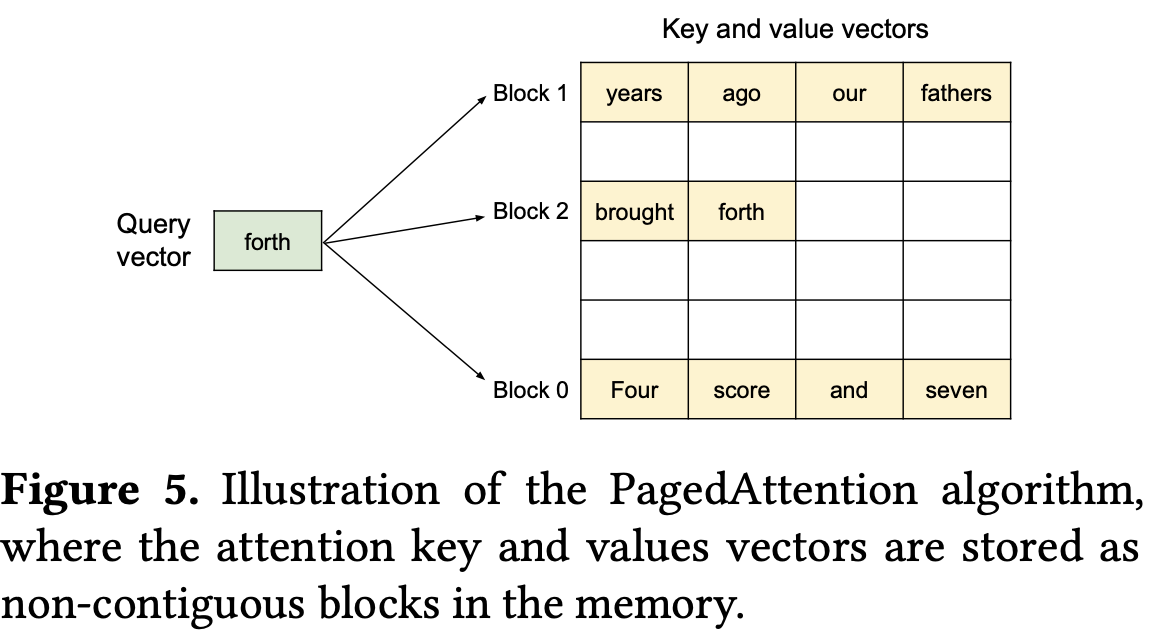 Key and value vectors
Block 1 years ago our fathers
Query
vector
forth
Block 2 brought forth
Block 0 Four score and seven
Figure 5. Illustration of the PagedAttention algorithm,
where the attention key and values vectors are stored as
non-contiguous blocks in the memory.